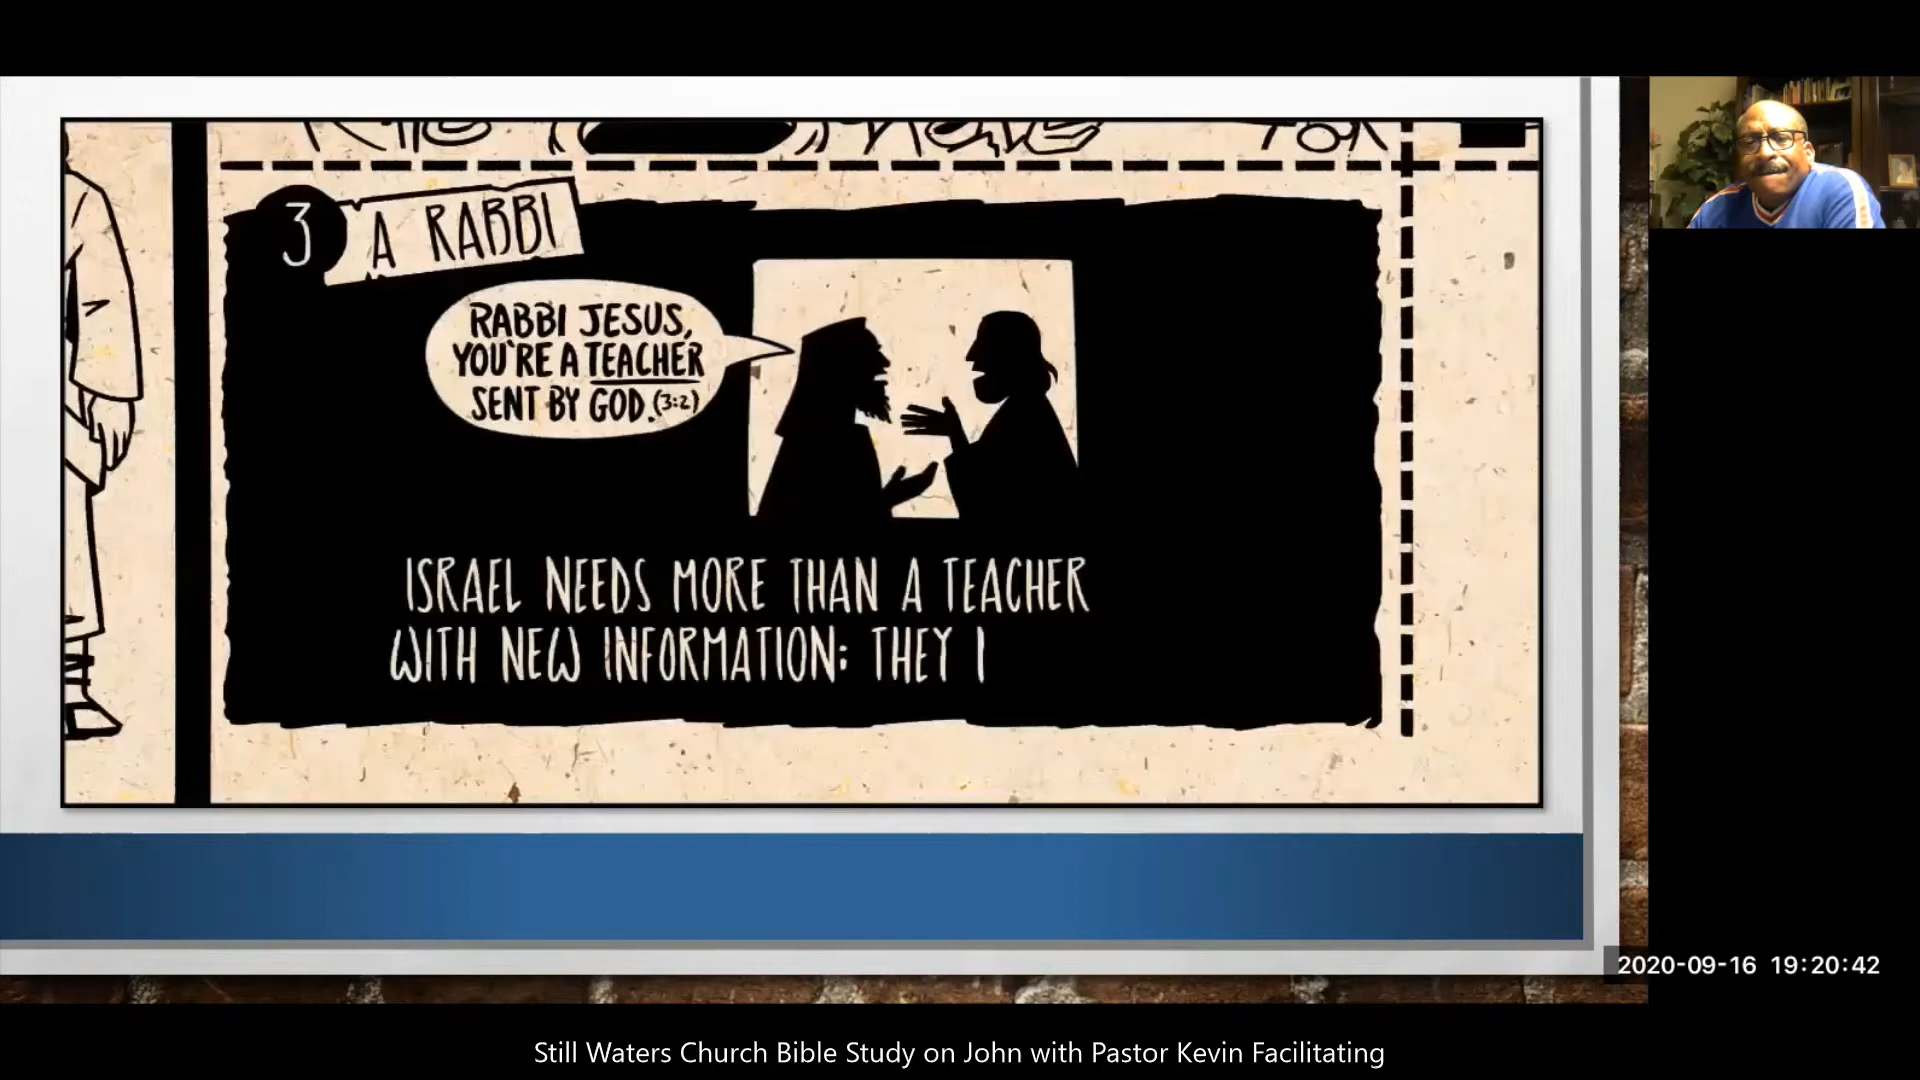 3 A RABBI
RABBI JESUS,
YOU'RE A TEACHER
SENT BY GOD. (3:2)
ISRAEL NEEDS MORE THAN A TEACHER
WITH NEW INFORMATION: THEY
2020-09-16 19:20:42
Still Waters Church Bible Study on John with Pastor Kevin Facilitating